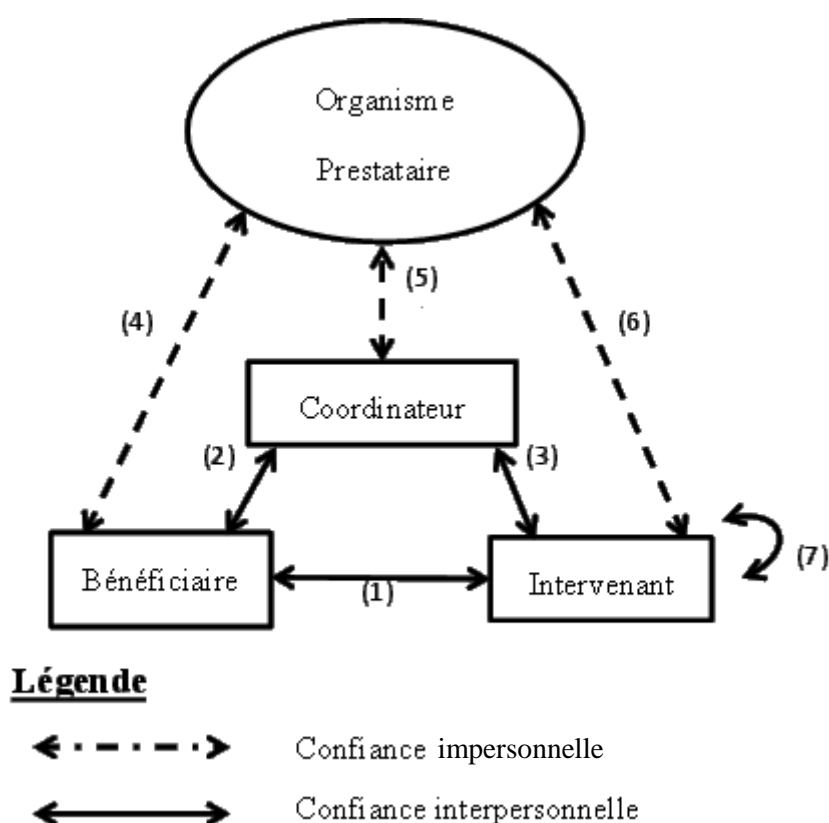 Organisme
Prestataire
(5)
(4)
(6)
Coordinateur
(2)
(3)
Bénéficiaire
(1)
Intervenant
(7)
Légende
Confiance impersonnelle
Confiance interpersonnelle